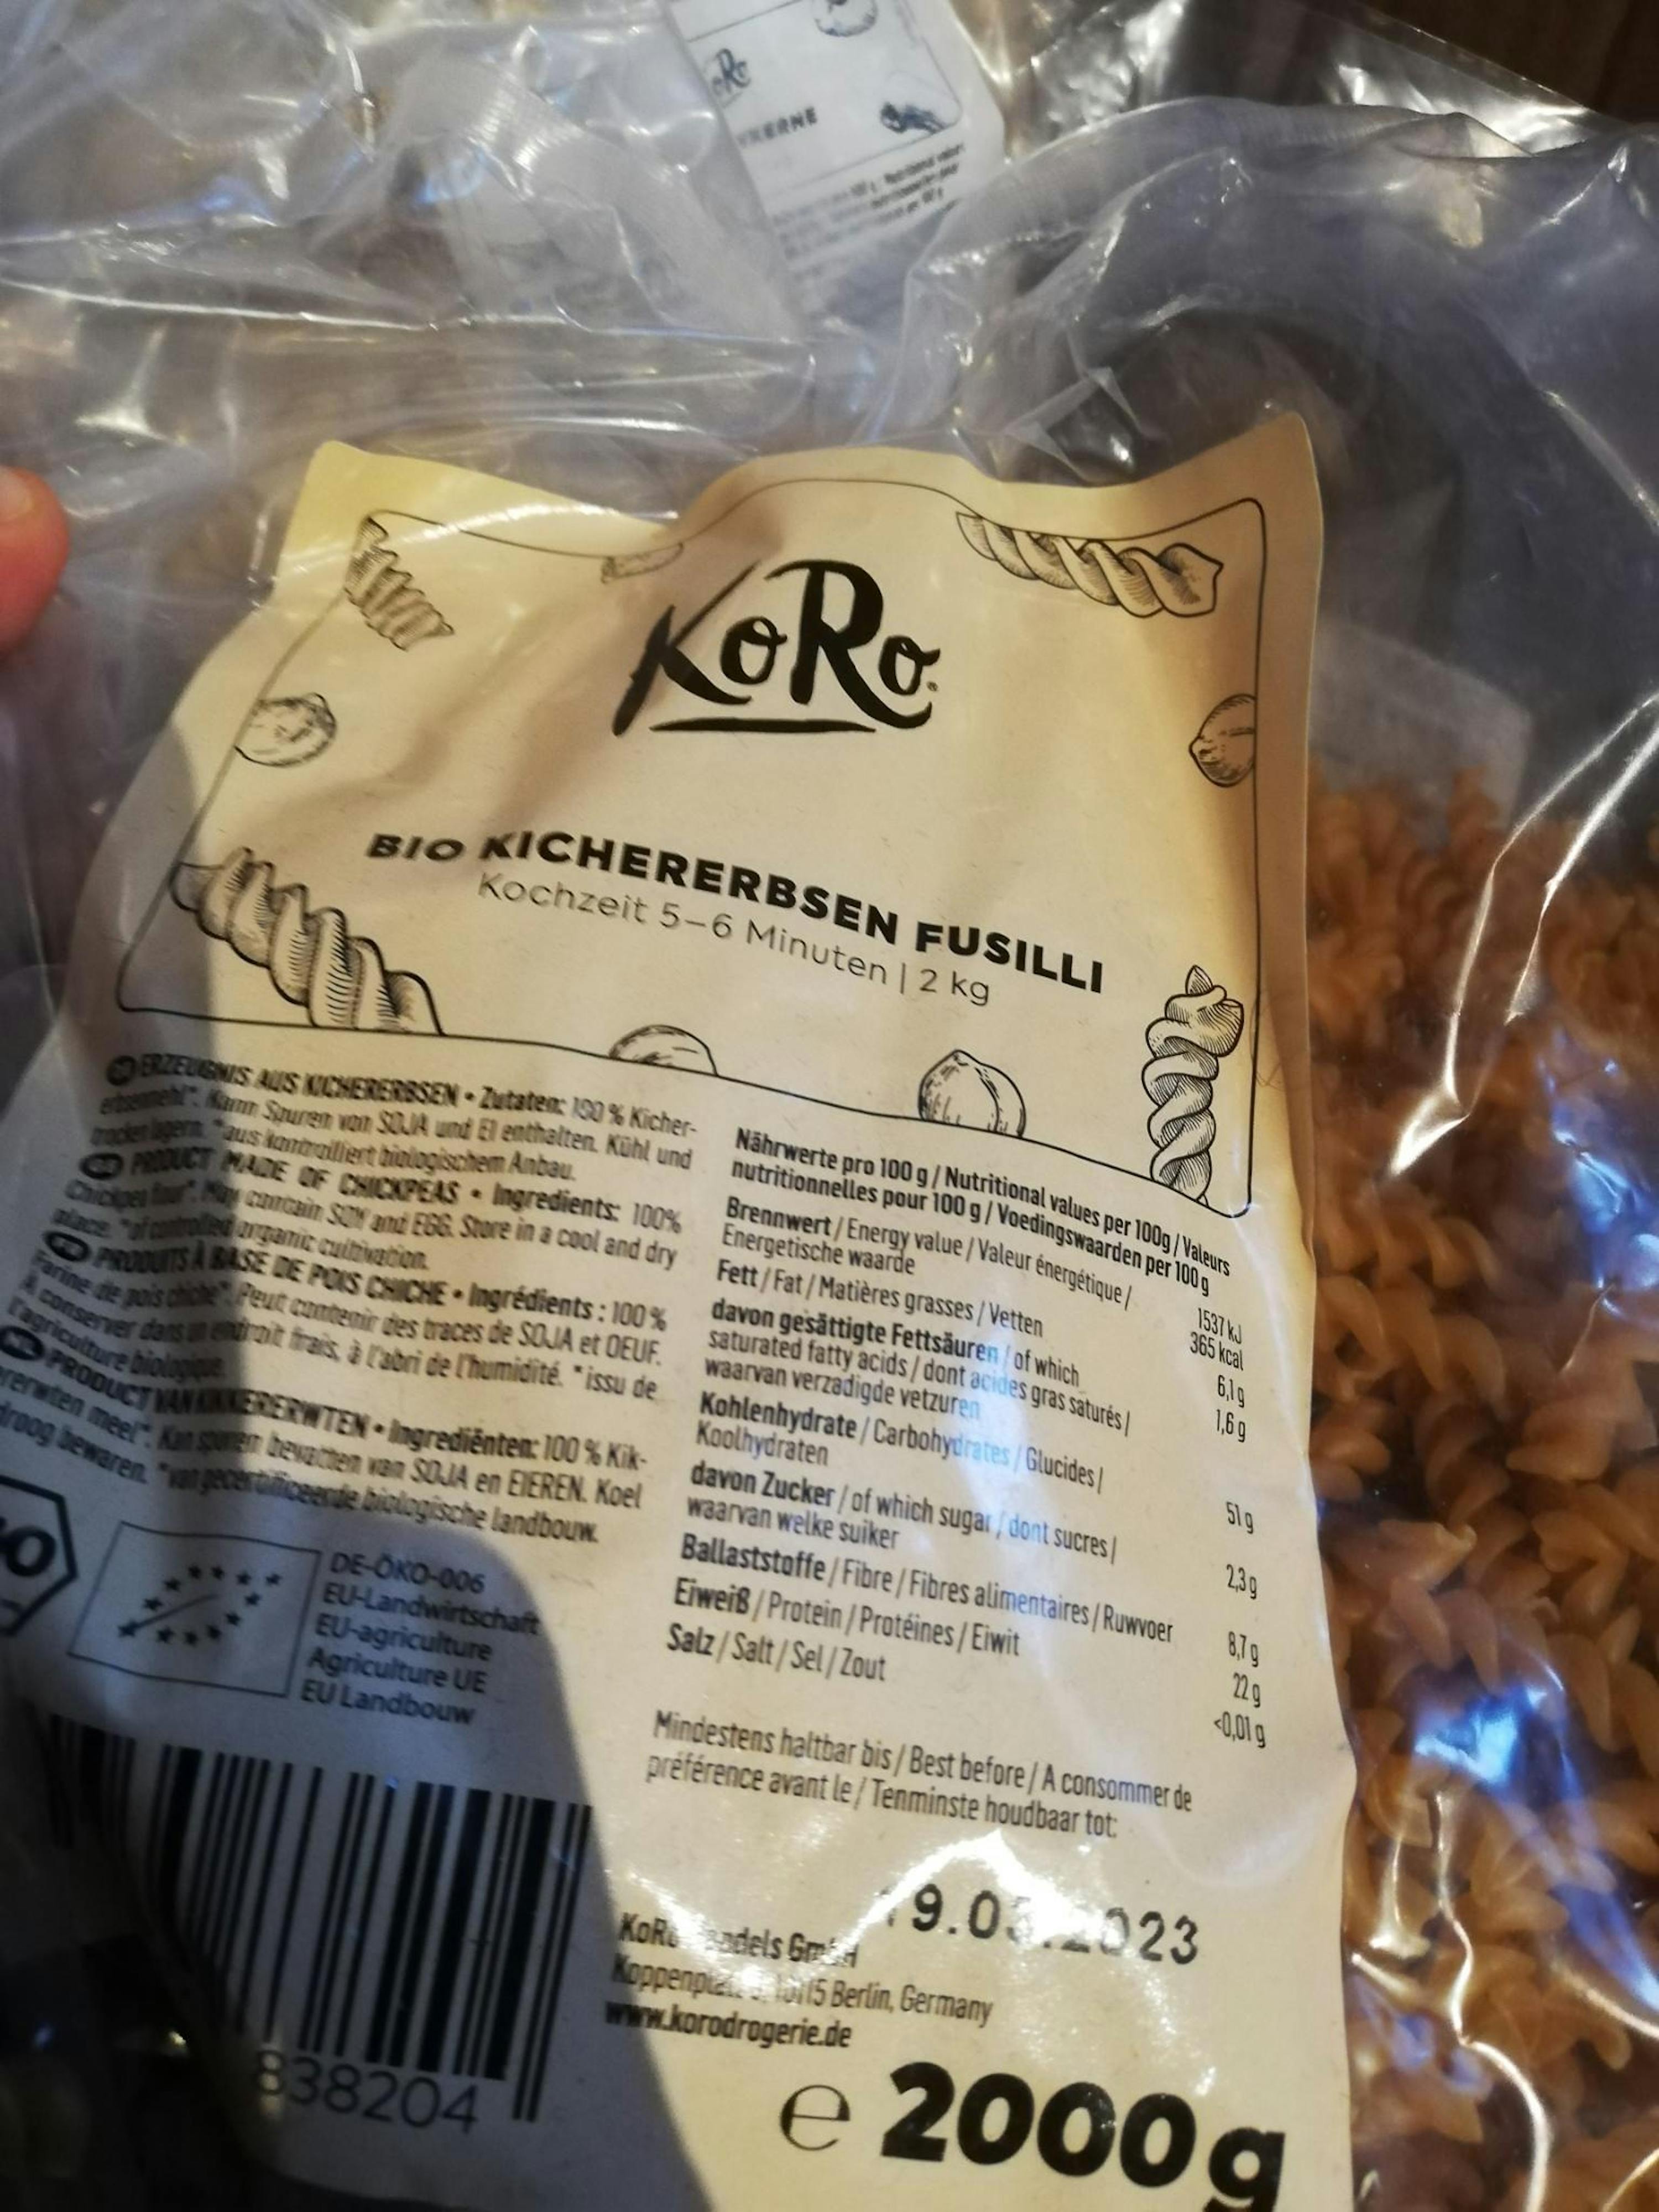 KoRo
KERNE
KoRo
BIO KICHERERBSEN FUSILLI
Kochzeit 5–6 Minuten | 2 kg
ERZEUGNIS AUS KICHERERBSEN • Zutaten: 100 % Kicher-
erbsenmehl*. Kann Spuren von SOJA und EI enthalten. Kühl und
trocken lagern. *aus kontrolliert biologischem Anbau.
PRODUCT MADE OF CHICKPEAS • Ingredients: 100%
Chickpea flour*. May contain SOY and EGG. Store in a cool and dry
place. *of controlled organic cultivation.
PRODUITS À BASE DE POIS CHICHE • Ingrédients : 100 %
Farine de pois chiche*. Peut contenir des traces de SOJA et OEUF.
A conserver dans un endroit frais, à l'abri de l'humidité. *issu de
l'agriculture biologique
PRODUCT VAN KIKKERERWTEN • Ingrediënten: 100 % Kik-
kererwten meel*. Kan sporen bevatten van SOJA en EIEREN. Koel
droog bewaren. *van gecertificeerde biologische landbouw.
DE-ÖKO-006
EU-Landwirtschaft
EU-agriculture
Agriculture UE
EU Landbouw
838204
Nährwerte pro 100 g / Nutritional values per 100g / Valeurs
nutritionnelles pour 100 g / Voedingswaarden per 100 g
Brennwert / Energy value / Valeur énergétique /
Energetische waarde
1537 kJ
365 kcal
Fett / Fat / Matières grasses / Vetten
6,1 g
davon gesättigte Fettsäuren / of which
saturated fatty acids / dont acides gras saturés /
waarvan verzadigde vetzuren
1,6 g
Kohlenhydrate / Carbohydrates / Glucides /
Koolhydraten
51 g
davon Zucker / of which sugar / dont sucres /
waarvan welke suiker
2,3 g
Ballaststoffe / Fibre / Fibres alimentaires / Ruwvoer
8,7 g
Eiweiß / Protein / Protéines / Eiwit
22 g
Salz / Salt / Sel / Zout
<0,01 g
Mindestens haltbar bis / Best before / A consommer de
préférence avant le / Tenminste houdbaar tot:
2023
KoRo Handels GmbH
Berlin, Germany
www.korodrogerie.de
e 2000g